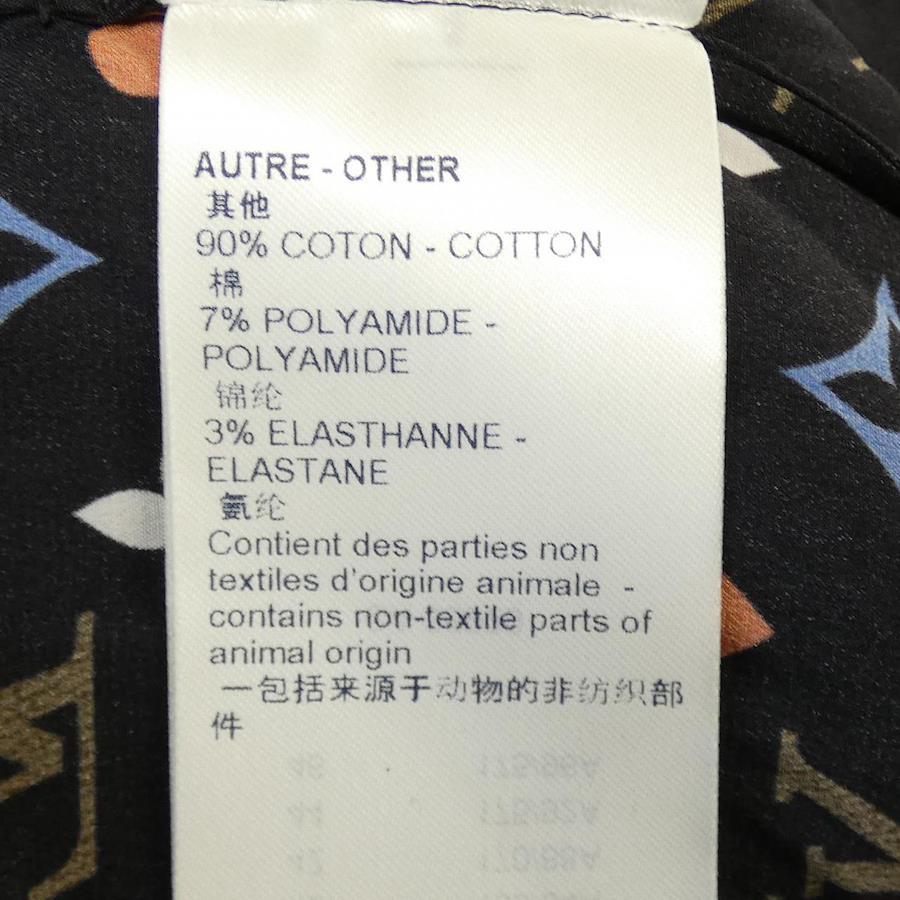 AUTRE - OTHER
其他
90% COTON - COTTON
棉
7% POLYAMIDE -
POLYAMIDE
锦纶
3% ELASTHANNE -
ELASTANE
氨纶
Contient des parties non
textiles d'origine animale -
contains non-textile parts of
animal origin
一包括来源于动物的非纺织部
件